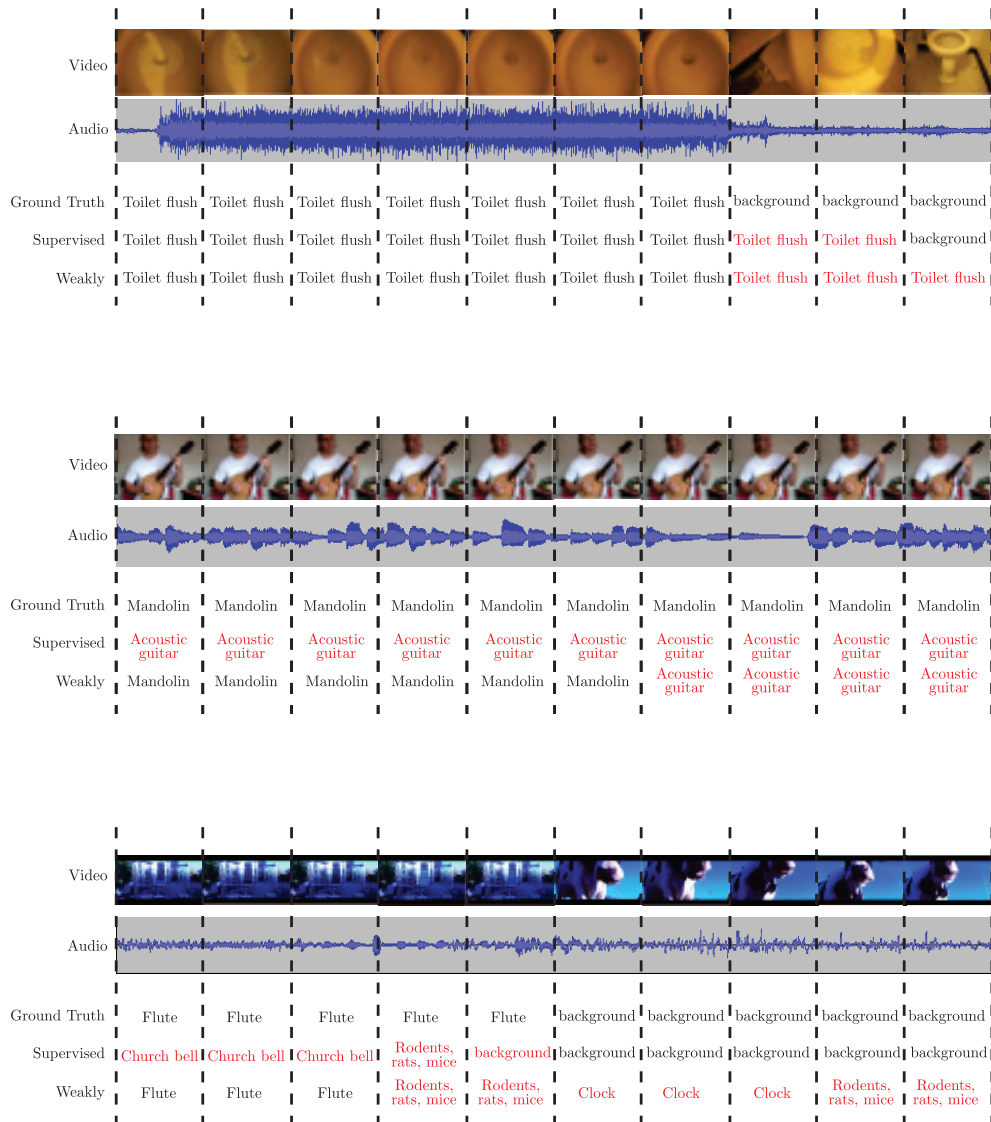 Video
Audio
Ground Truth Toilet flush Toilet flush Toilet flush Toilet flush Toilet flush Toilet flush Toilet flush background background background
Supervised Toilet flush Toilet flush Toilet flush Toilet flush Toilet flush Toilet flush Toilet flush Toilet flush Toilet flush background
Weakly Toilet flush Toilet flush Toilet flush Toilet flush Toilet flush Toilet flush Toilet flush Toilet flush Toilet flush Toilet flush
Video
Audio
Ground Truth Mandolin Mandolin Mandolin Mandolin Mandolin Mandolin Mandolin Mandolin Mandolin Mandolin
Supervised Acoustic guitar Acoustic guitar Acoustic guitar Acoustic guitar Acoustic guitar Acoustic guitar Acoustic guitar Acoustic guitar Acoustic guitar Acoustic guitar
Weakly Mandolin Mandolin Mandolin Mandolin Mandolin Mandolin Acoustic guitar Acoustic guitar Acoustic guitar Acoustic guitar
Video
Audio
Ground Truth Flute Flute Flute Flute Flute background background background background background
Supervised Church bell Church bell Church bell Rodents, rats, mice background background background background background background
Weakly Flute Flute Flute Rodents, rats, mice Rodents, rats, mice Clock Clock Clock Rodents, rats, mice Rodents, rats, mice